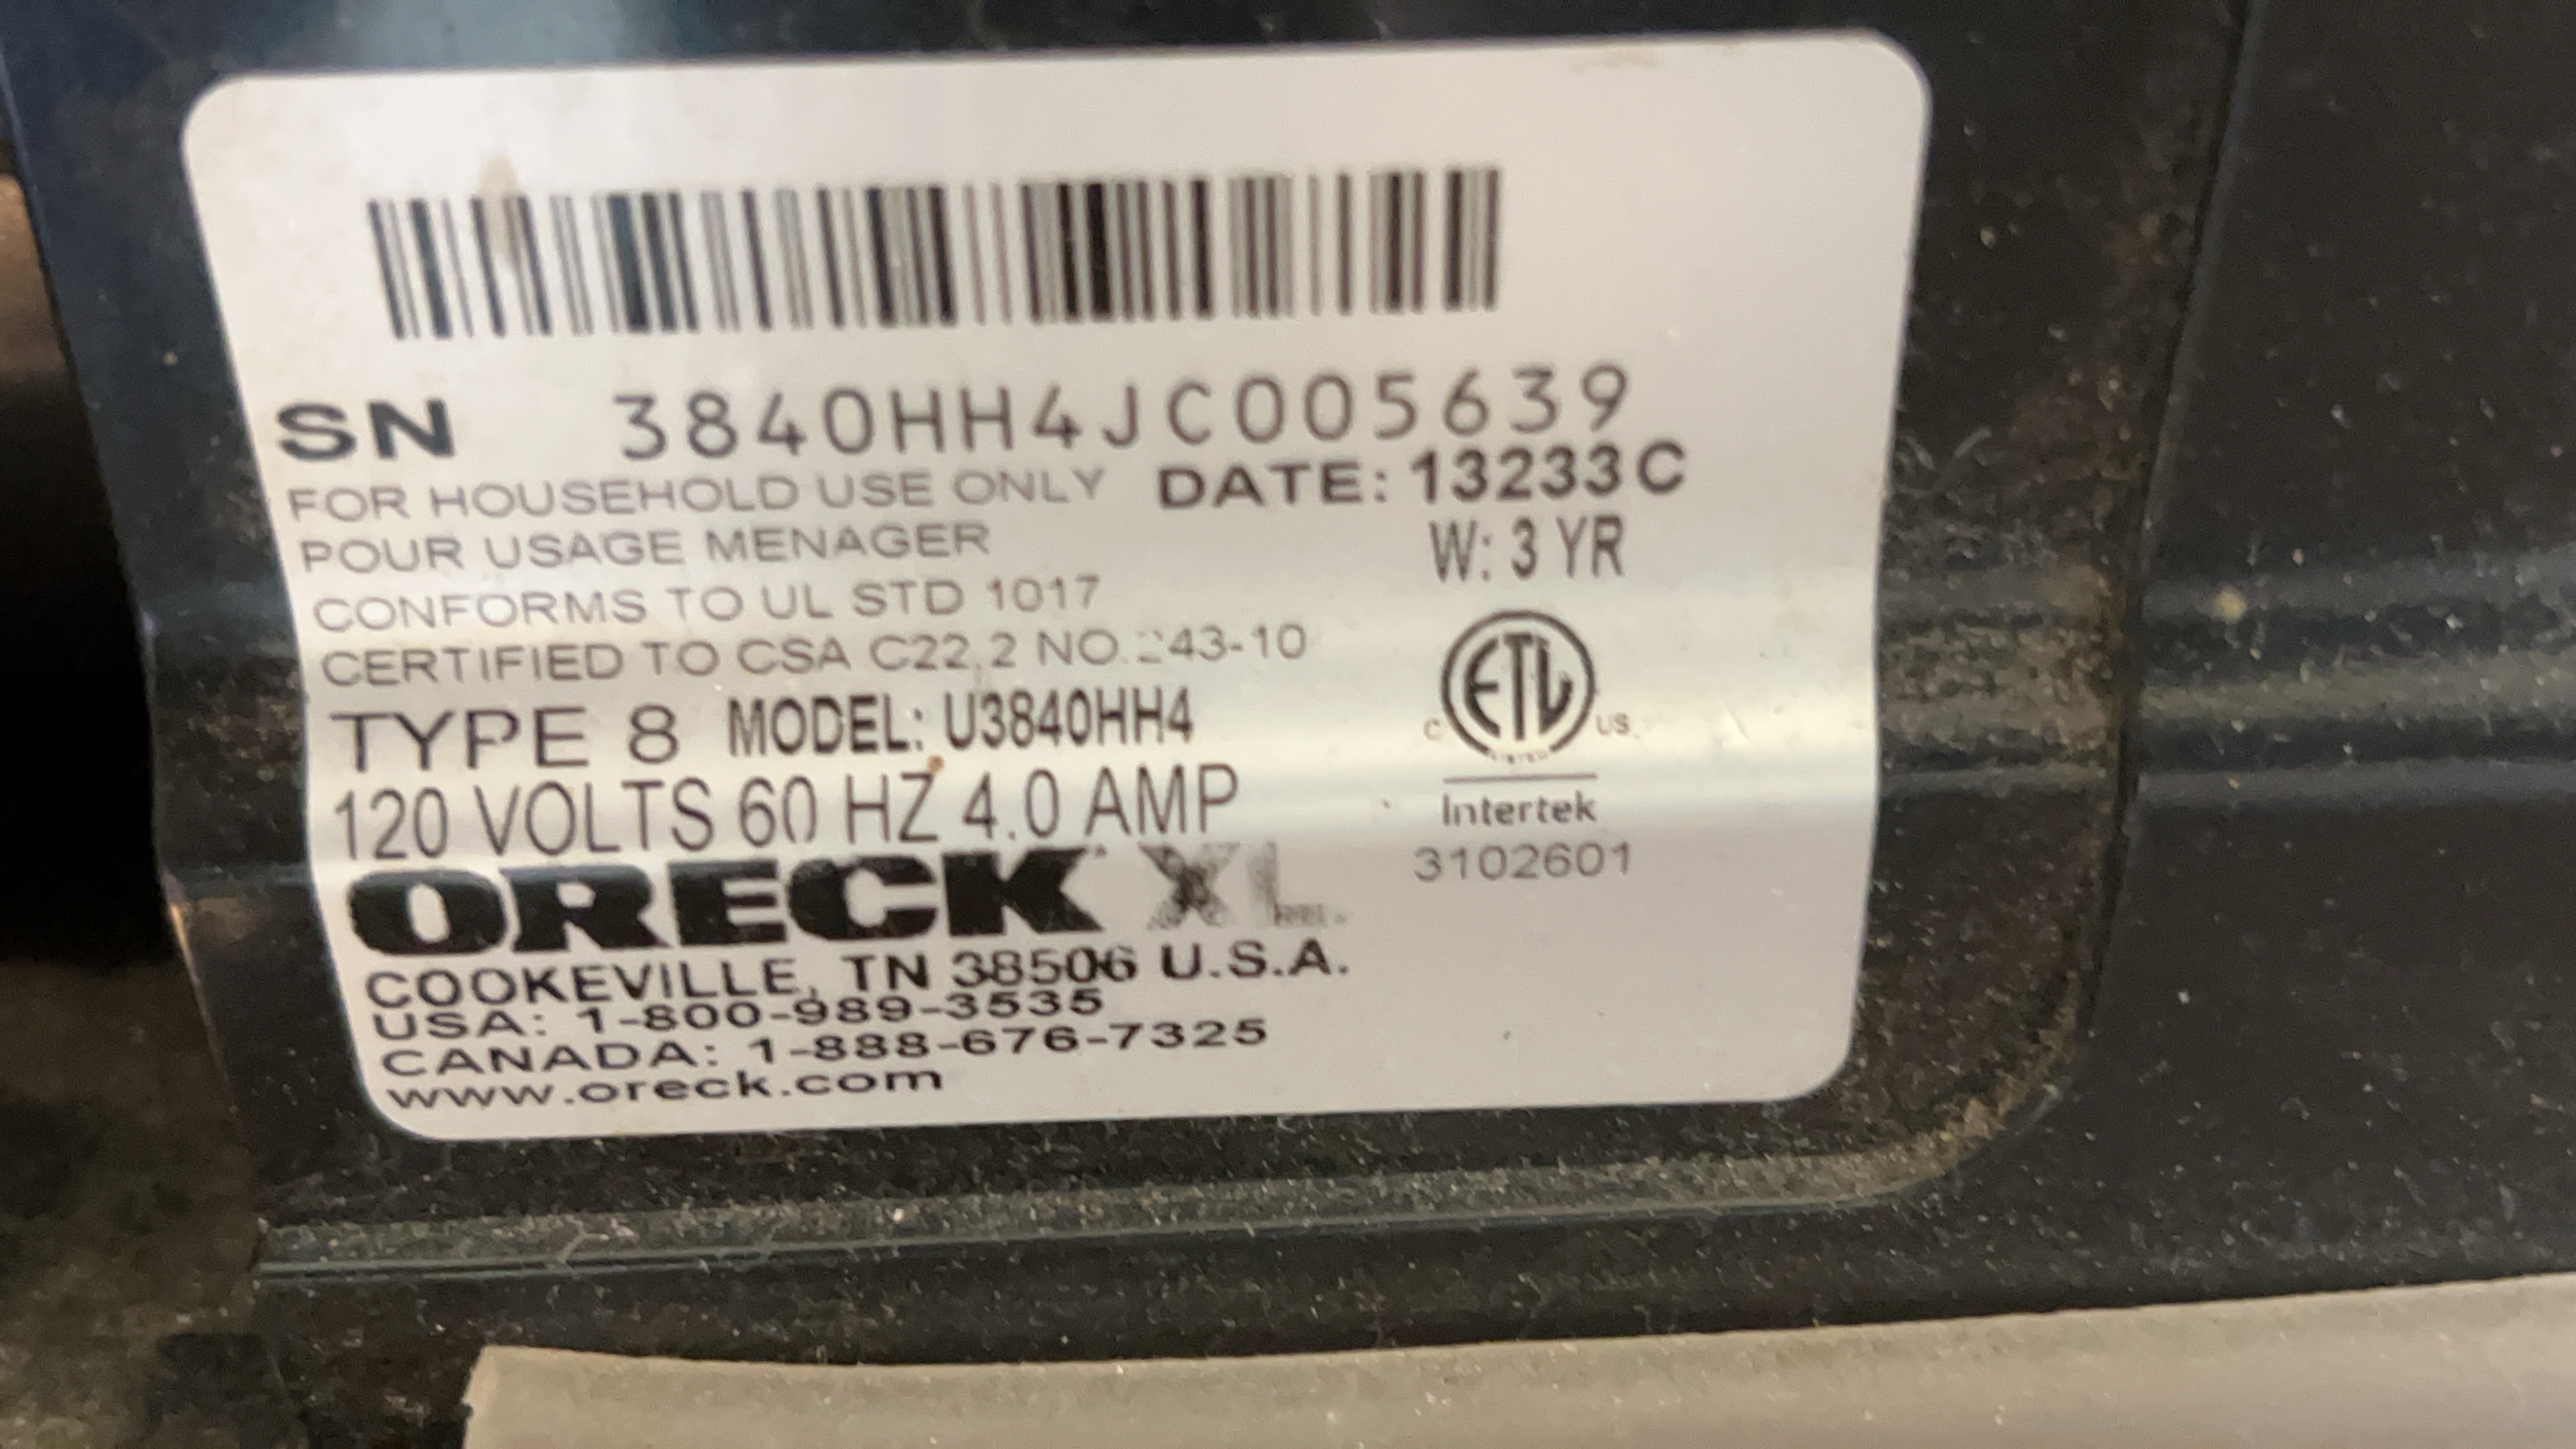 SN 3840HH4JC005639
FOR HOUSEHOLD USE ONLY DATE: 13233C
POUR USAGE MENAGER W: 3 YR
CONFORMS TO UL STD 1017
CERTIFIED TO CSA C22.2 NO. 43-10
TYPE 8 MODEL: U3840HH4
ETL
C US
120 VOLTS 60 HZ 4.0 AMP
Intertek
ORECK XL
3102601
COOKEVILLE, TN 38506 U.S.A.
USA: 1-800-989-3535
CANADA: 1-888-676-7325
www.oreck.com